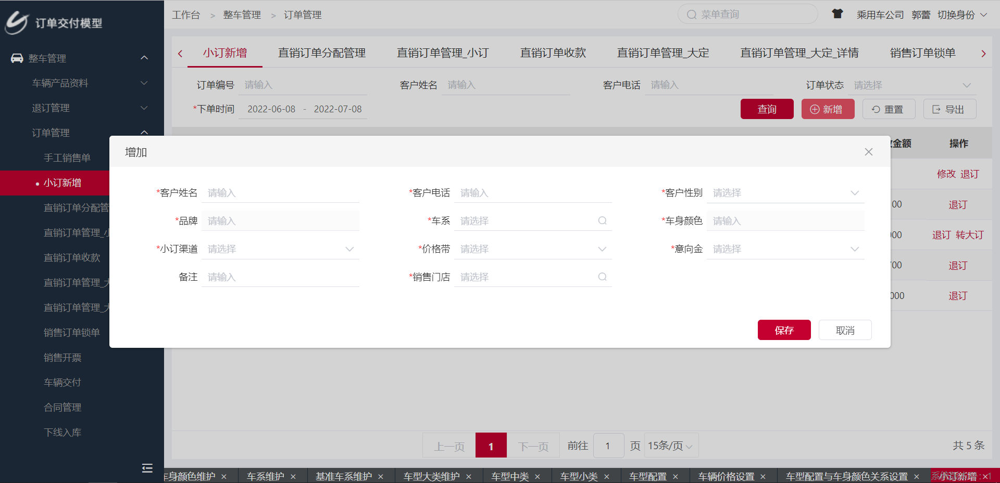 订单交付模型
整车管理
车辆产品资料
退订管理
订单管理
手工销售单
小订新增
直销订单分配管
直销订单管理_小
直销订单收款
直销订单管理_大
直销订单管理_大
销售订单锁单
销售开票
车辆交付
合同管理
下线入库
工作台 > 整车管理 > 订单管理
菜单查询
乘用车公司 郭蕾 切换身份
小订新增 直销订单分配管理 直销订单管理_小订 直销订单收款 直销订单管理_大定 直销订单管理_大定_详情 销售订单锁单
订单编号 请输入 客户姓名 请输入 客户电话 请输入 订单状态 请选择
*下单时间 2022-06-08 - 2022-07-08 查询 新增 重置 导出
金额 操作
修改 退订
00 退订
00 退订 转大订
00 退订
000 退订
增加
*客户姓名 请输入 *客户电话 请输入 *客户性别 请选择
*品牌 请输入 *车系 请选择 *车身颜色 请输入
*小订渠道 请选择 *价格带 请选择 *意向金 请选择
备注 请输入 *销售门店 请选择
保存 取消
上一页 1 下一页 前往 1 页 15条/页 共 5 条
车身颜色维护 × 车系维护 × 基准车系维护 × 车型大类维护 × 车型中类 × 车型小类 × 车型配置 × 车辆价格设置 × 车型配置与车身颜色关系设置 × 小订新增 ×